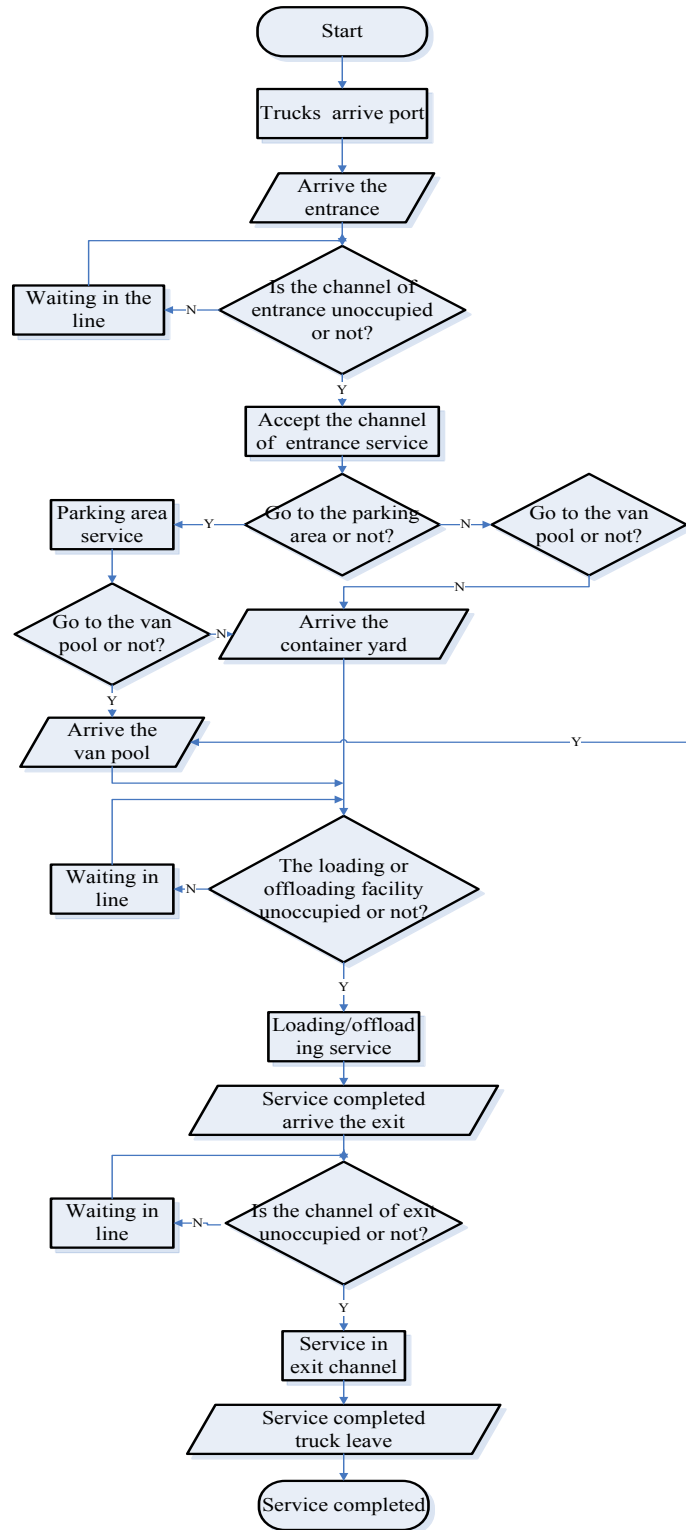 Start
Trucks arrive port
Arrive the
entrance
Is the channel of
entrance unoccupied
or not?
N
Waiting in the
line
Y
Accept the channel
of entrance service
Go to the parking
area or not?
Y
N
Parking area
service
Go to the van
pool or not?
N
Go to the van
pool or not?
N
Arrive the
container yard
Y
Arrive the
van pool
Y
The loading or
offloading facility
unoccupied or not?
N
Waiting in
line
Y
Loading/offload
ing service
Service completed
arrive the exit
Is the channel of exit
unoccupied or not?
N
Waiting in
line
Y
Service in
exit channel
Service completed
truck leave
Service completed